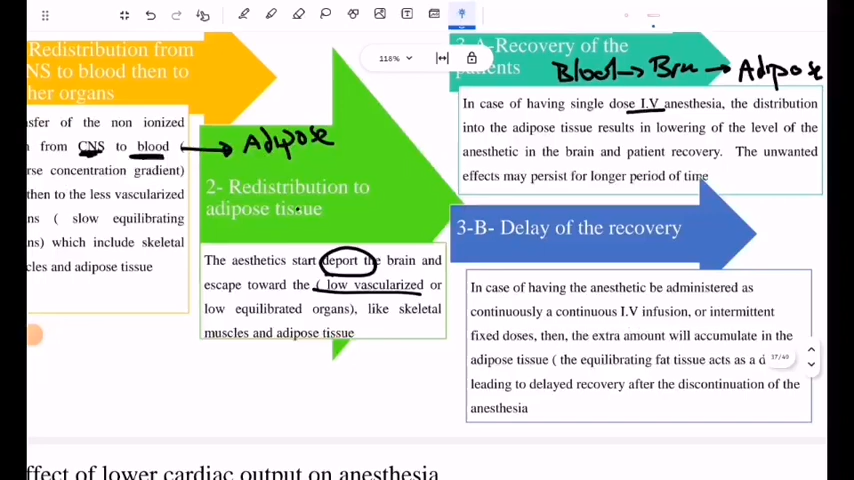 118%
Redistribution from
NS to blood then to
her organs
nsfer of the non ionized
from CNS to blood (
rse concentration gradient)
then to the less vascularized
ns ( slow equilibrating
ns) which include skeletal
cles and adipose tissue
Adipose
2- Redistribution to
adipose tissue
The aesthetics start deport the brain and
escape toward the ( low vascularized or
low equilibrated organs), like skeletal
muscles and adipose tissue
3-A-Recovery of the
patients
Blood → Brn → Adipose
In case of having single dose I.V anesthesia, the distribution
into the adipose tissue results in lowering of the level of the
anesthetic in the brain and patient recovery. The unwanted
effects may persist for longer period of time
3-B- Delay of the recovery
In case of having the anesthetic be administered as
continuously a continuous I.V infusion, or intermittent
fixed doses, then, the extra amount will accumulate in the
adipose tissue ( the equilibrating fat tissue acts as a d
leading to delayed recovery after the discontinuation of the
anesthesia
37/49
ffect of lower cardiac output on anesthesia